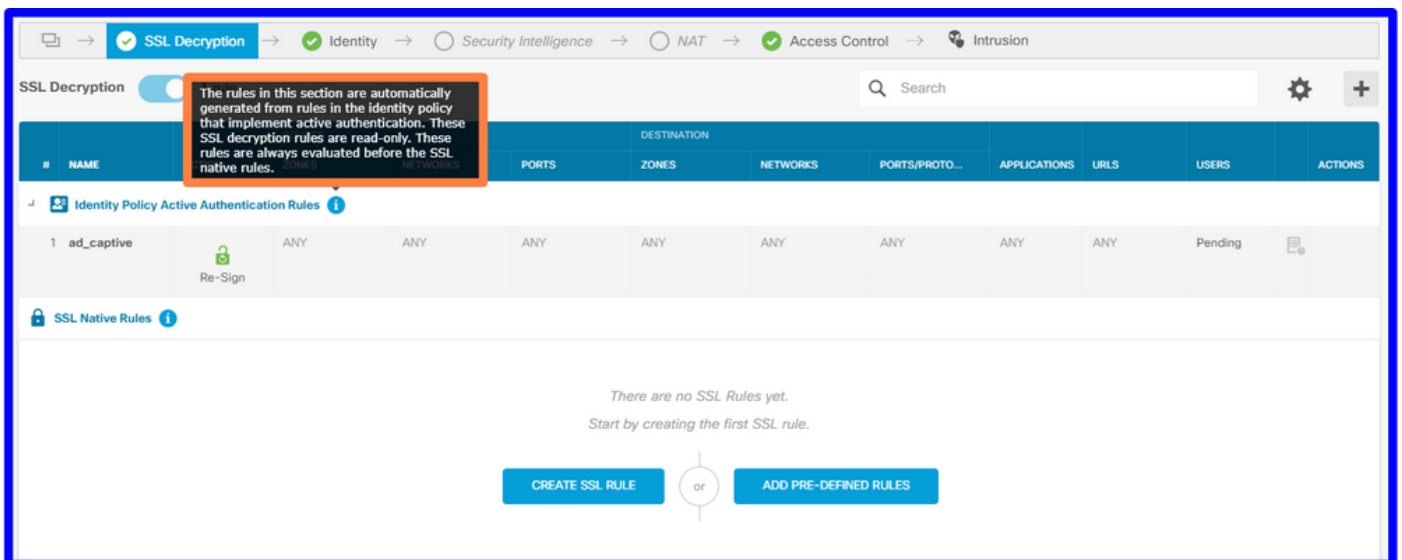 SSL Decryption → Identity → Security Intelligence → NAT → Access Control → Intrusion
SSL Decryption
Search
The rules in this section are automatically
generated from rules in the identity policy
that implement active authentication. These
SSL decryption rules are read-only. These
rules are always evaluated before the SSL
native rules.
DESTINATION
# NAME ZONES NETWORKS PORTS ZONES NETWORKS PORTS/PROTO... APPLICATIONS URLS USERS ACTIONS
Identity Policy Active Authentication Rules
1 ad_captive Re-Sign ANY ANY ANY ANY ANY ANY ANY ANY Pending
SSL Native Rules
There are no SSL Rules yet.
Start by creating the first SSL rule.
CREATE SSL RULE or ADD PRE-DEFINED RULES